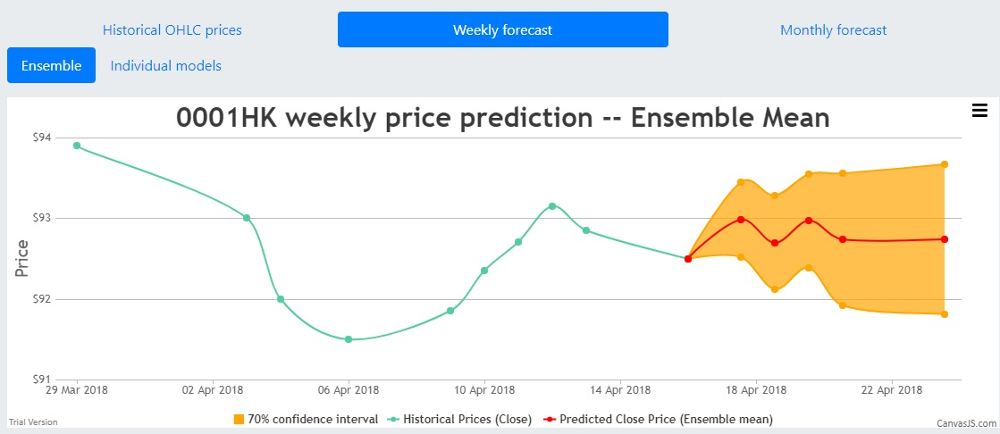 Historical OHLC prices Weekly forecast Monthly forecast
Ensemble Individual models
0001HK weekly price prediction -- Ensemble Mean
$94
$93
$92
$91
Price
29 Mar 2018 02 Apr 2018 06 Apr 2018 10 Apr 2018 14 Apr 2018 18 Apr 2018 22 Apr 2018
70% confidence interval Historical Prices (Close) Predicted Close Price (Ensemble mean)
Trial Version CanvasJS.com